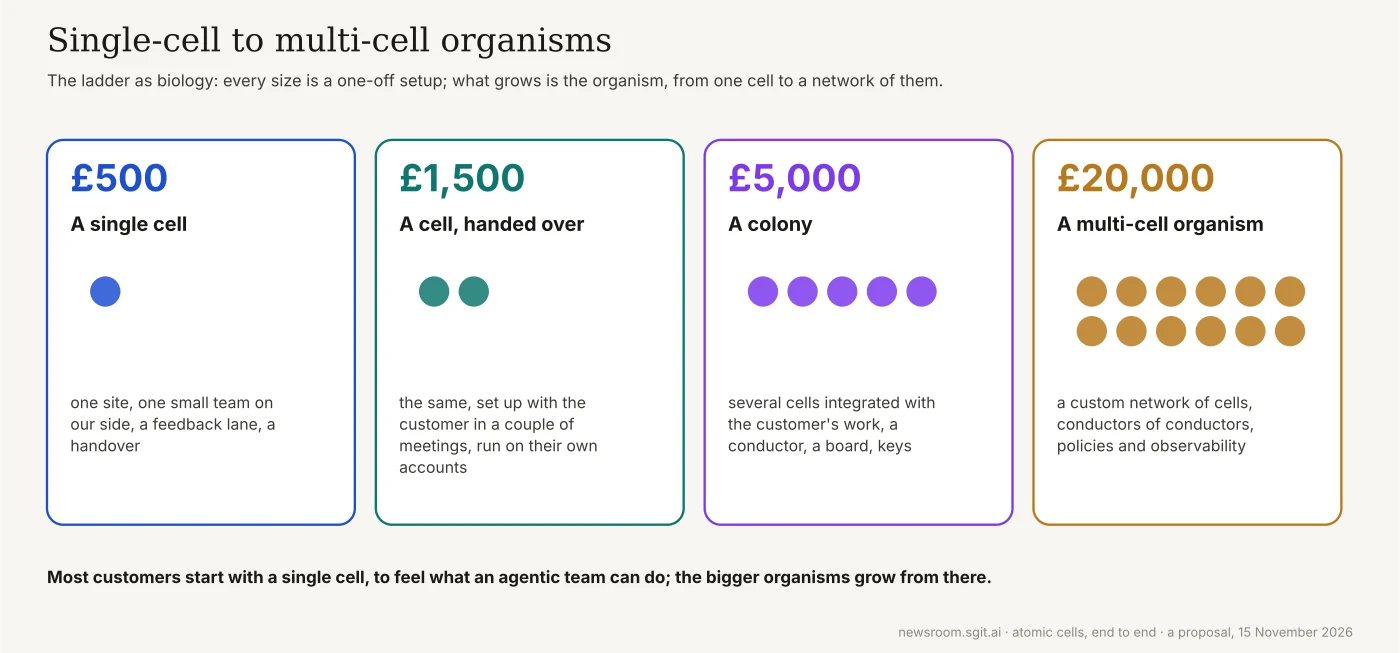 Single-cell to multi-cell organisms
The ladder as biology: every size is a one-off setup; what grows is the organism, from one cell to a network of them.
£500
A single cell
one site, one small team on
our side, a feedback lane, a
handover
£1,500
A cell, handed over
the same, set up with the
customer in a couple of
meetings, run on their own
accounts
£5,000
A colony
several cells integrated with
the customer's work, a
conductor, a board, keys
£20,000
A multi-cell organism
a custom network of cells,
conductors of conductors,
policies and observability
Most customers start with a single cell, to feel what an agentic team can do; the bigger organisms grow from there.
newsroom.sgit.ai · atomic cells, end to end · a proposal, 15 November 2026